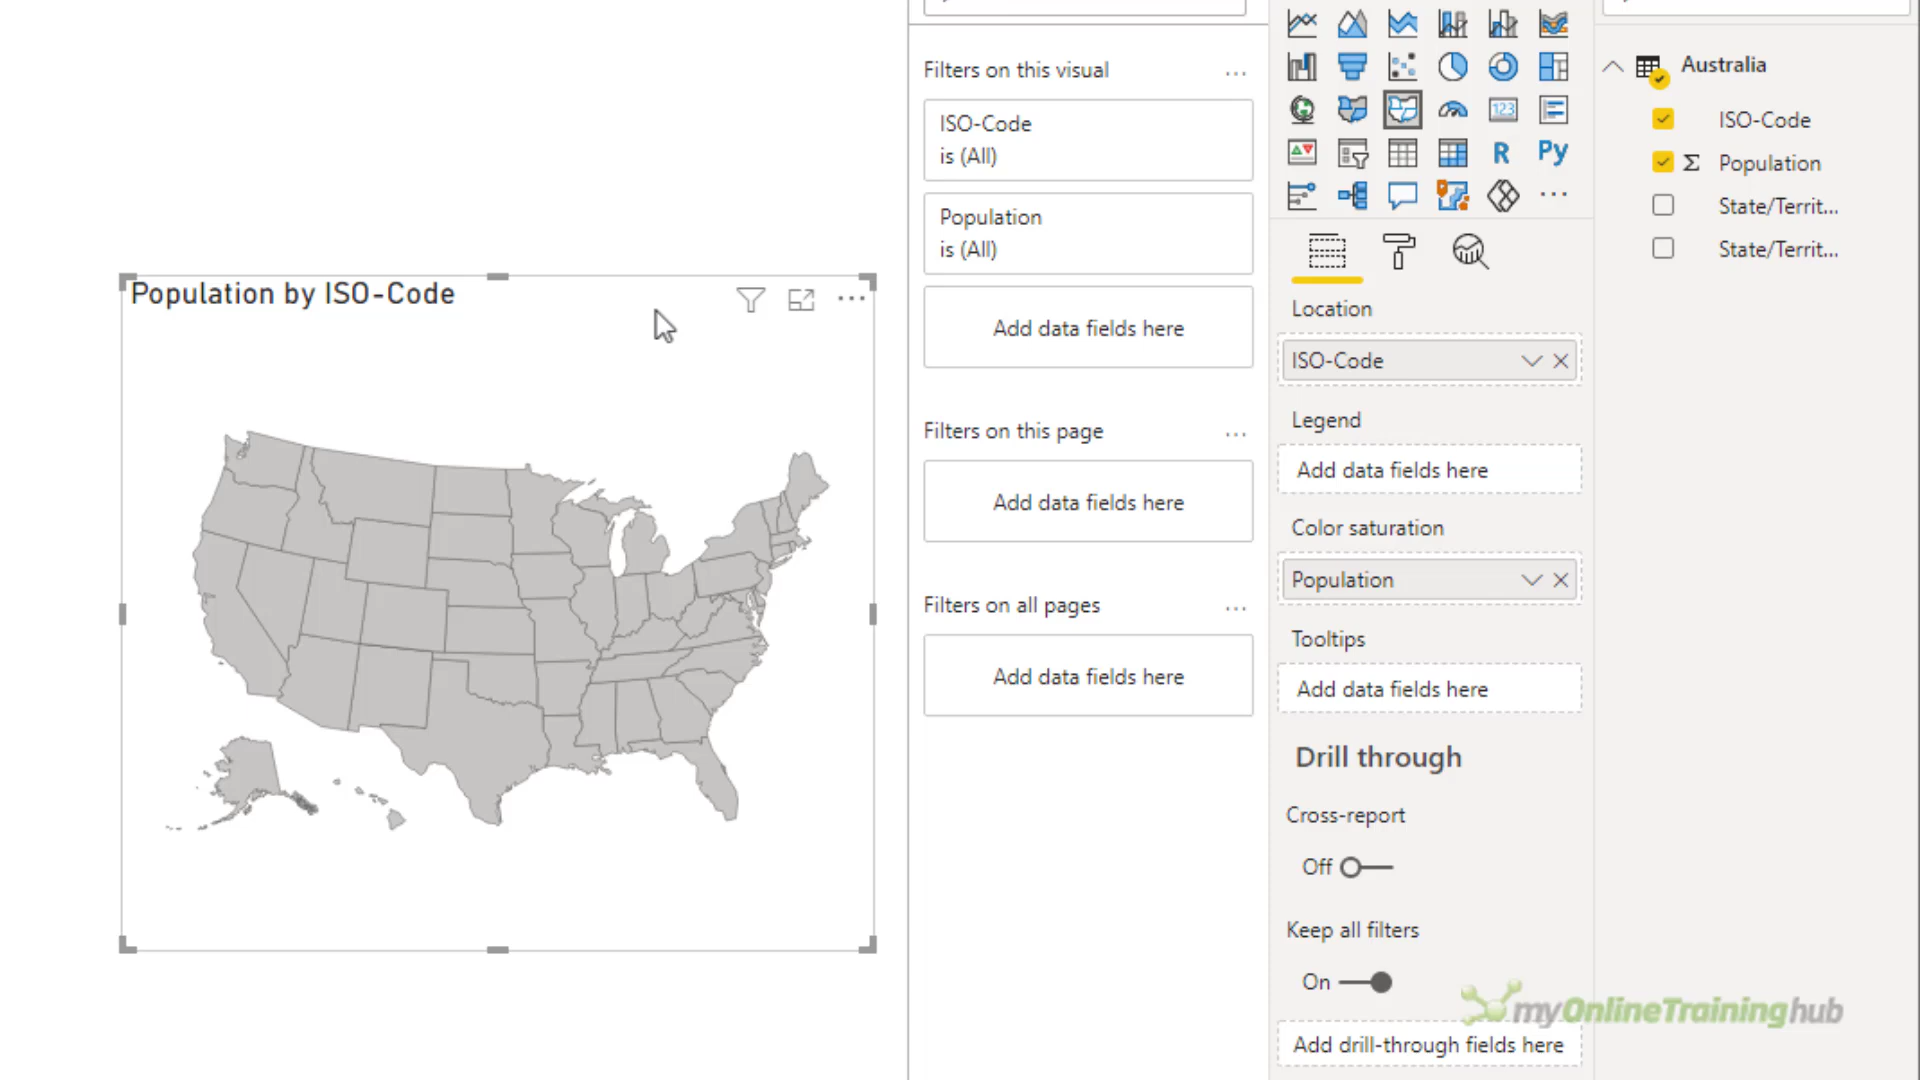 Population by ISO-Code
Filters on this visual
ISO-Code
is (All)
Population
is (All)
Add data fields here
Filters on this page
Add data fields here
Filters on all pages
Add data fields here
123
R
Py
Location
ISO-Code
Legend
Add data fields here
Color saturation
Population
Tooltips
Add data fields here
Drill through
Cross-report
Off
Keep all filters
On
Add drill-through fields here
Australia
ISO-Code
Σ Population
State/Territ...
State/Territ...
myOnlineTraininghub